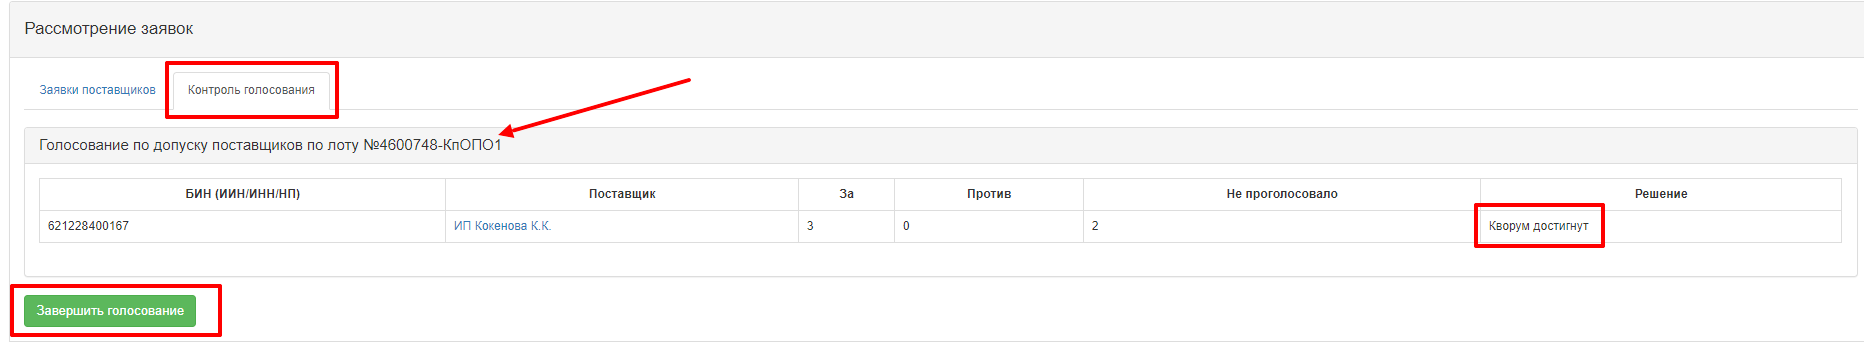 Рассмотрение заявок
Заявки поставщиков Контроль голосования
Голосование по допуску поставщиков по лоту №4600748-КпОПО1
БИН (ИИН/ИНН/НП) Поставщик За Против Не проголосовало Решение
621228400167 ИП Кокенова К.К. 3 0 2 Кворум достигнут
Завершить голосование